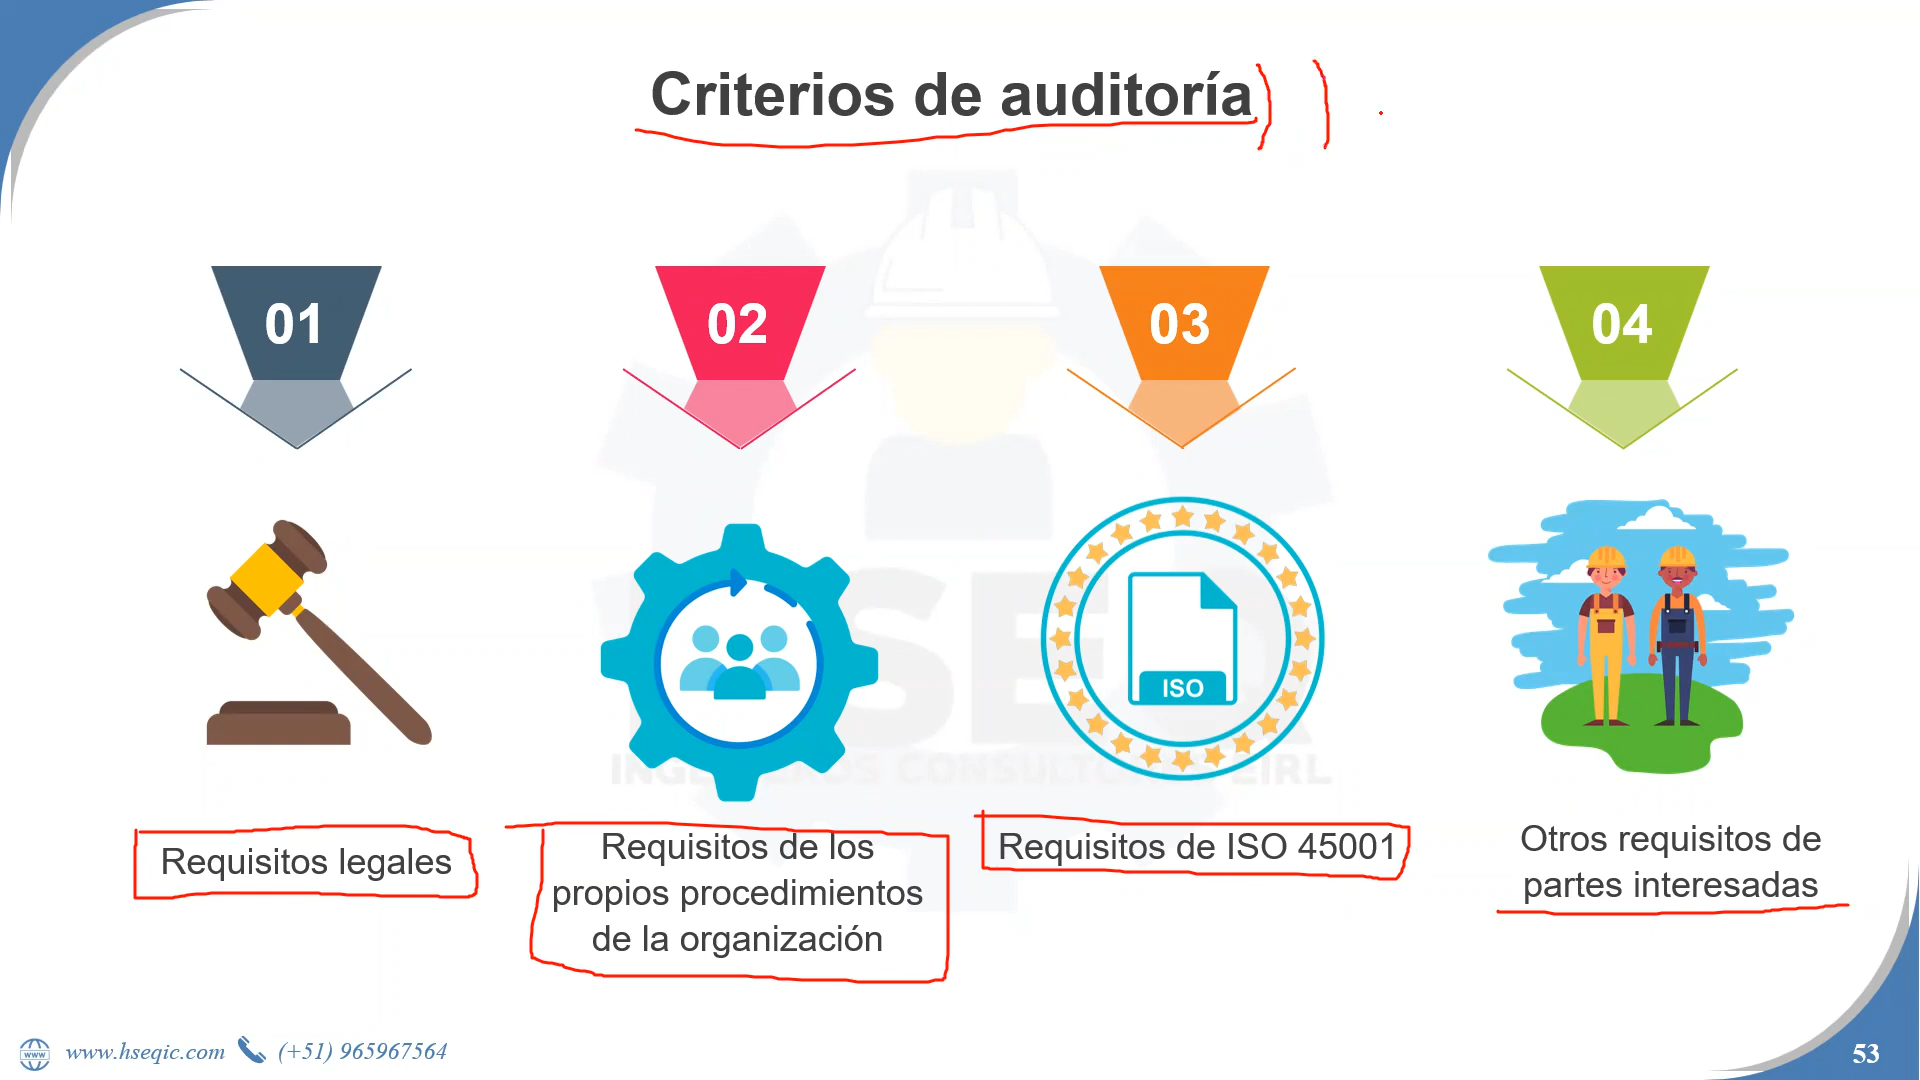 Criterios de auditoría
01
02
03
04
ISO
Requisitos legales
Requisitos de los
propios procedimientos
de la organización
Requisitos de ISO 45001
Otros requisitos de
partes interesadas
www.hseqic.com
(+51) 965967564
53